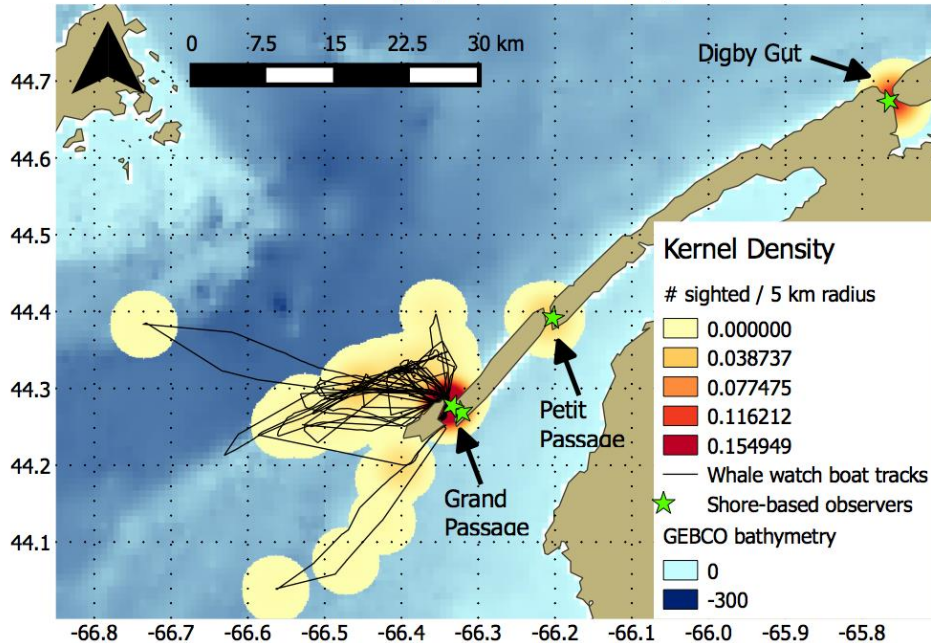 0 7.5 15 22.5 30 km
Digby Gut
44.7
44.6
44.5
44.4
44.3
44.2
44.1
Petit
Passage
Grand
Passage
Kernel Density
# sighted / 5 km radius
0.000000
0.038737
0.077475
0.116212
0.154949
Whale watch boat tracks
Shore-based observers
GEBCO bathymetry
0
-300
-66.8 -66.7 -66.6 -66.5 -66.4 -66.3 -66.2 -66.1 -66.0 -65.9 -65.8